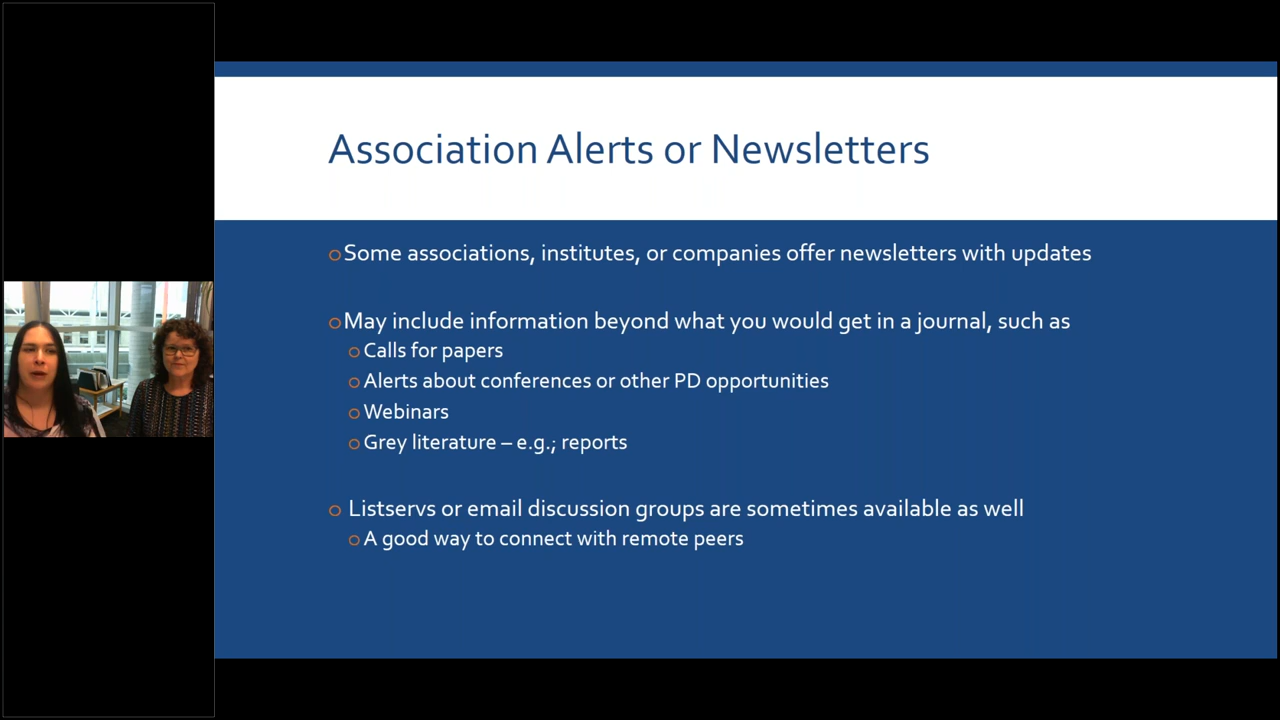 Association Alerts or Newsletters
Some associations, institutes, or companies offer newsletters with updates
May include information beyond what you would get in a journal, such as
Calls for papers
Alerts about conferences or other PD opportunities
Webinars
Grey literature – e.g.; reports
Listservs or email discussion groups are sometimes available as well
A good way to connect with remote peers